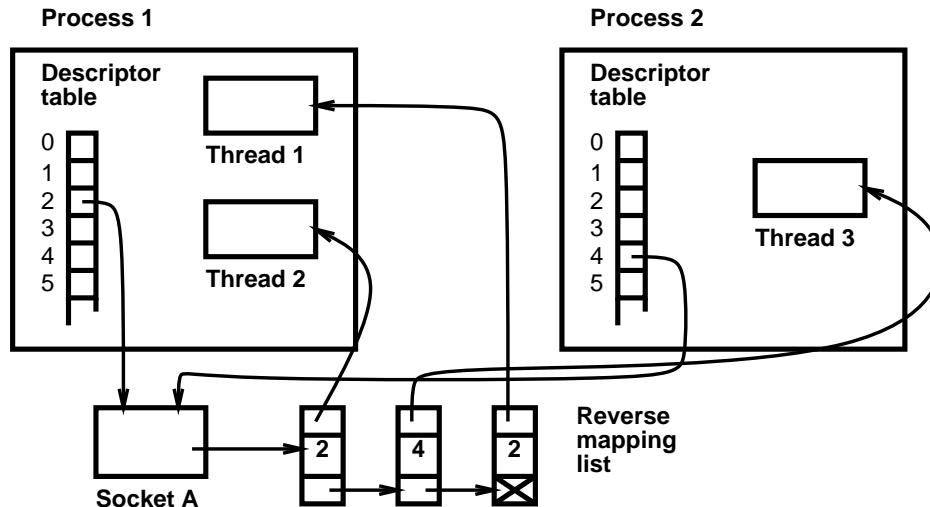 Process 1
Process 2
Descriptor
table
0
1
2
3
4
5
Thread 1
Thread 2
Descriptor
table
0
1
2
3
4
5
Thread 3
Socket A
2
4
2
Reverse
mapping
list